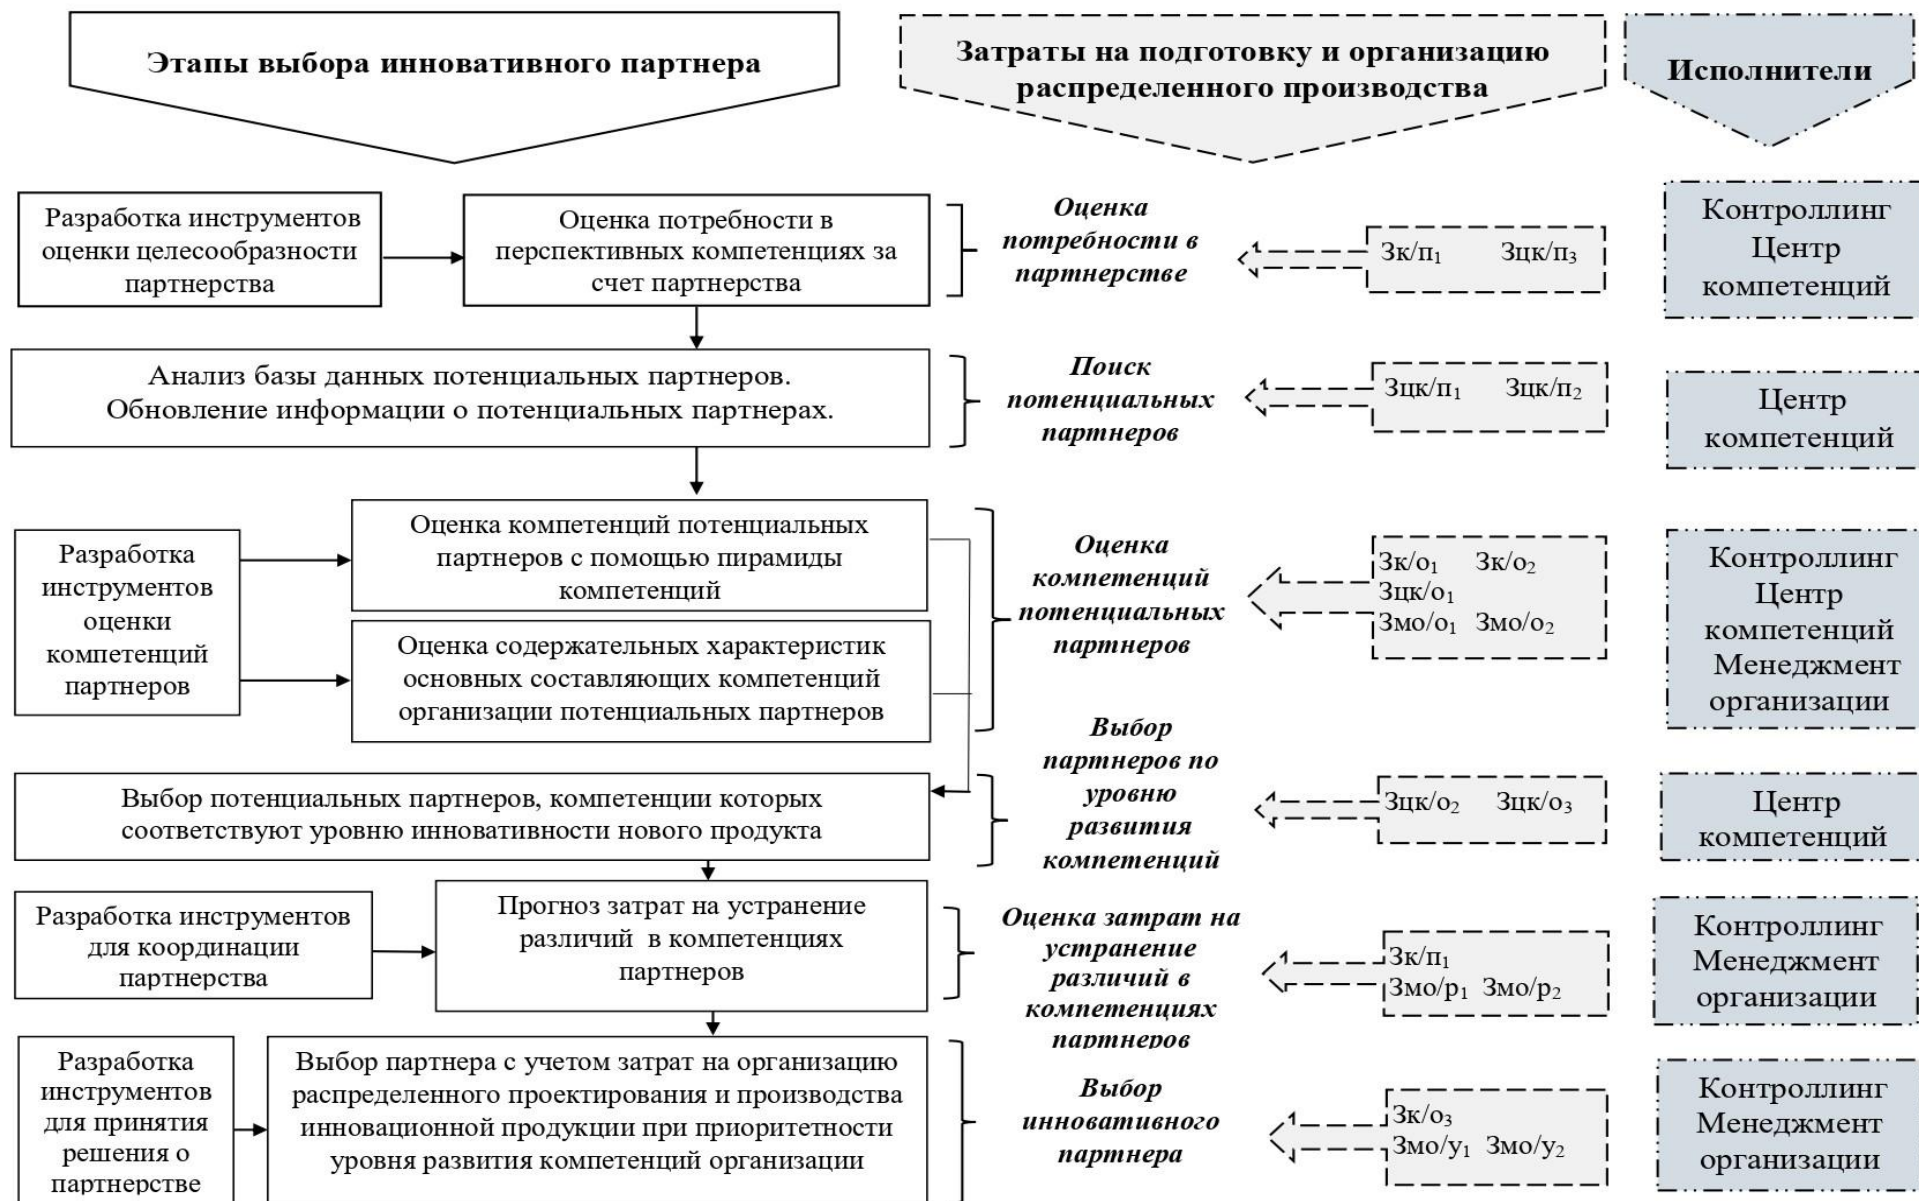 Этапы выбора инновативного партнера
Затраты на подготовку и организацию
распределенного производства
Исполнители
Разработка инструментов
оценки целесообразности
партнерства
Оценка потребности в
перспективных компетенциях за
счет партнерства
Оценка
потребности в
партнерстве
Зк/п₁ Зцк/п₃
Контроллинг
Центр
компетенций
Анализ базы данных потенциальных партнеров.
Обновление информации о потенциальных партнерах.
Поиск
потенциальных
партнеров
Зцк/п₁ Зцк/п₂
Центр
компетенций
Разработка
инструментов
оценки
компетенций
партнеров
Оценка компетенций потенциальных
партнеров с помощью пирамиды
компетенций
Оценка содержательных характеристик
основных составляющих компетенций
организации потенциальных партнеров
Оценка
компетенций
потенциальных
партнеров
Зк/о₁ Зк/о₂
Зцк/о₁
Змо/о₁ Змо/о₂
Контроллинг
Центр
компетенций
Менеджмент
организации
Выбор потенциальных партнеров, компетенции которых
соответствуют уровню инновативности нового продукта
Выбор
партнеров по
уровню
развития
компетенций
Зцк/о₂ Зцк/о₃
Центр
компетенций
Разработка инструментов
для координации
партнерства
Прогноз затрат на устранение
различий в компетенциях
партнеров
Оценка затрат на
устранение
различий в
компетенциях
партнеров
Зк/п₁
Змо/р₁ Змо/р₂
Контроллинг
Менеджмент
организации
Разработка
инструментов
для принятия
решения о
партнерстве
Выбор партнера с учетом затрат на организацию
распределенного проектирования и производства
инновационной продукции при приоритетности
уровня развития компетенций организации
Выбор
инновативного
партнера
Зк/о₃
Змо/у₁ Змо/у₂
Контроллинг
Менеджмент
организации